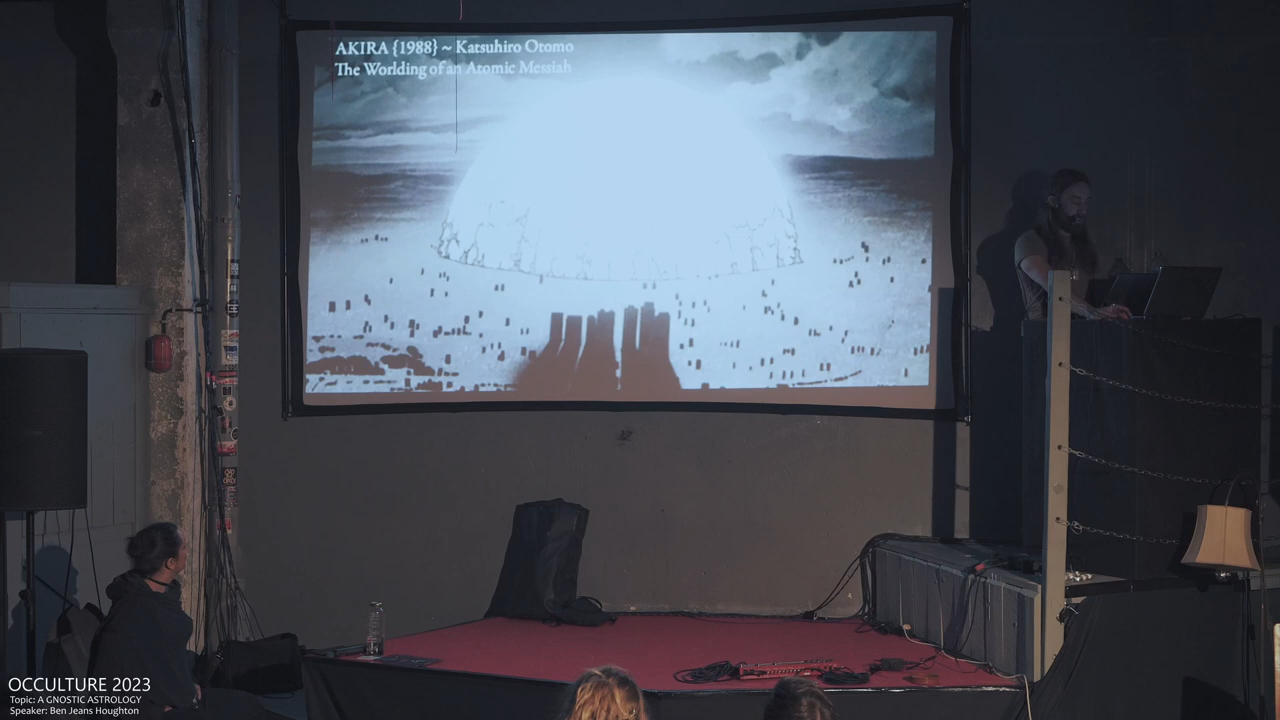 AKIRA {1988} ~ Katsuhiro Otomo
The Worlding of an Atomic Messiah
OCCULTURE 2023
Topic: A GNOSTIC ASTROLOGY
Speaker: Ben Jeans Houghton